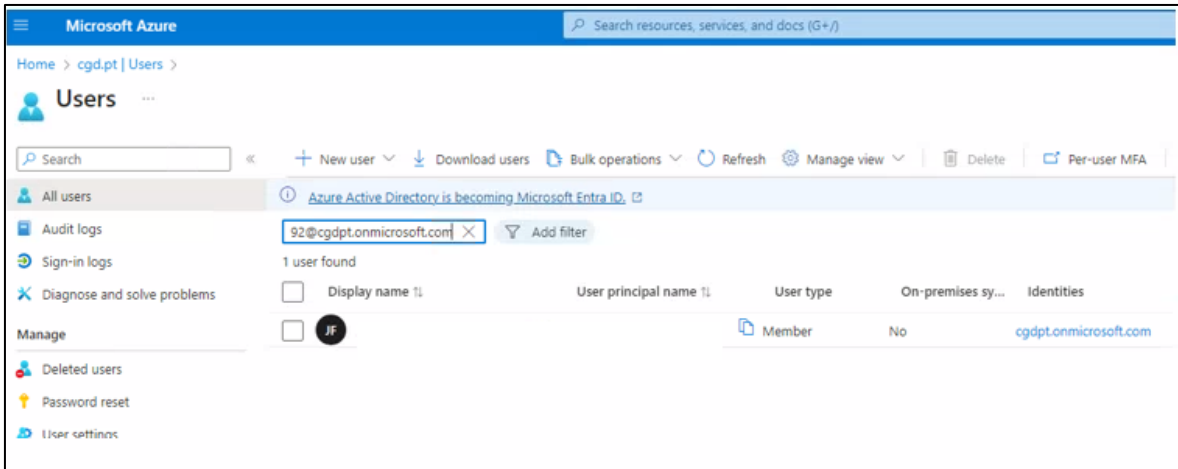 Microsoft Azure
Search resources, services, and docs (G+/)
Home > cgd.pt | Users >
Users ...
Search «
+ New user Download users Bulk operations Refresh Manage view Delete Per-user MFA
All users
Azure Active Directory is becoming Microsoft Entra ID.
Audit logs
92@cgdpt.onmicrosoft.com Add filter
Sign-in logs
1 user found
Diagnose and solve problems
Display name User principal name User type On-premises sy... Identities
Manage
JF Member No cgdpt.onmicrosoft.com
Deleted users
Password reset
User settings